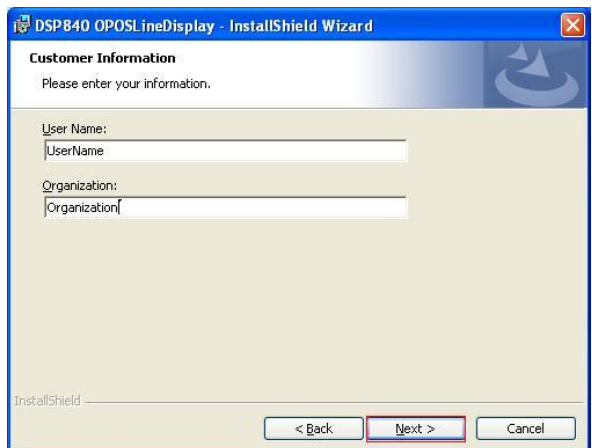 DSP840 OPOSLineDisplay - InstallShield Wizard
Customer Information
Please enter your information.
User Name:
UserName
Organization:
Organization
InstallShield
< Back
Next >
Cancel